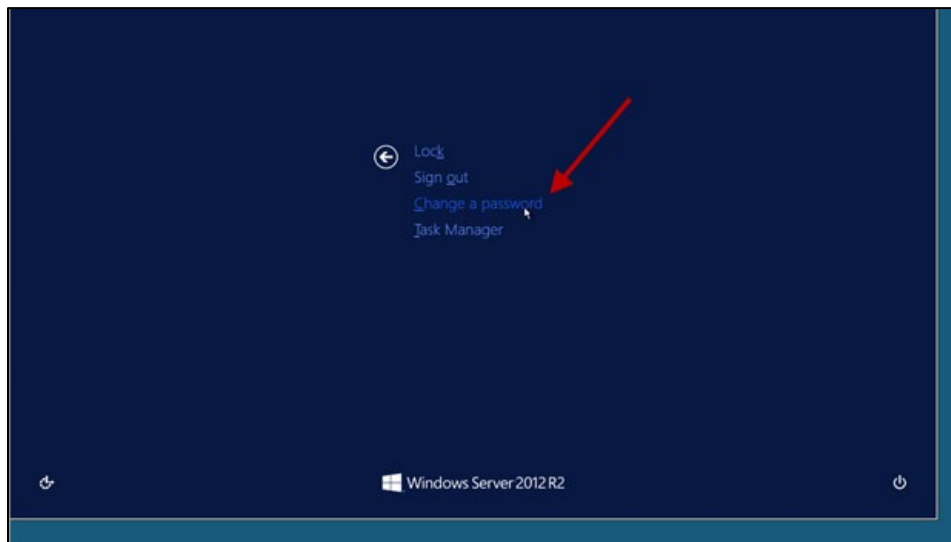 Lock
Sign out
Change a password
Task Manager
Windows Server 2012 R2